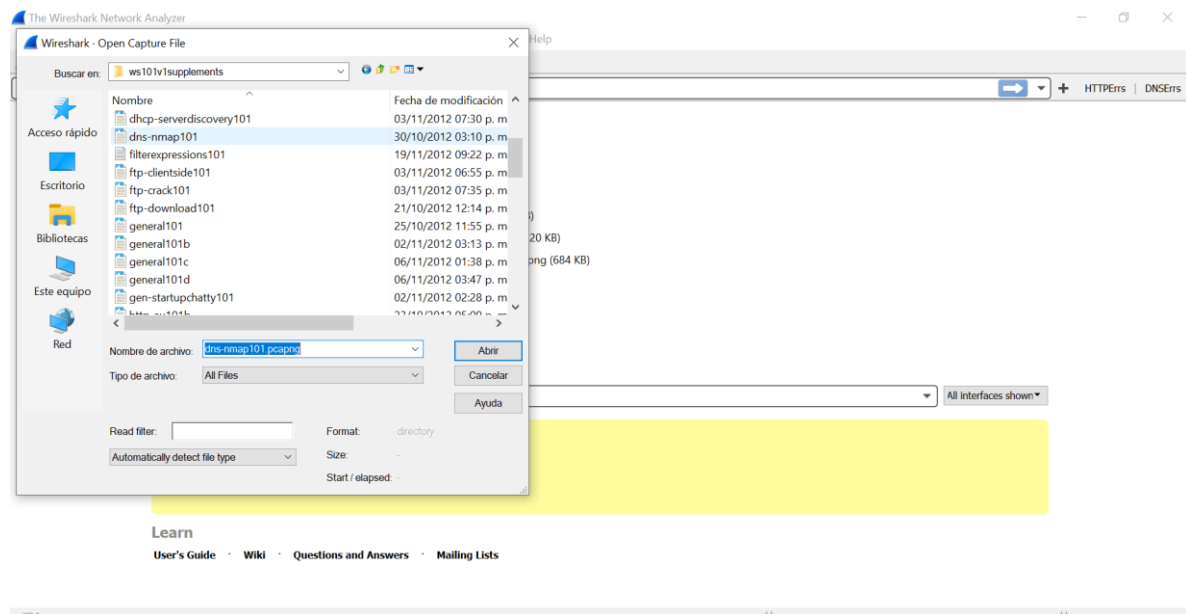 The Wireshark Network Analyzer
Help
Wireshark · Open Capture File
Buscar en: ws101v1supplements
HTTPErrs | DNSErrs
Nombre Fecha de modificación
dhcp-serverdiscovery101 03/11/2012 07:30 p. m
dns-nmap101 30/10/2012 03:10 p. m
filterexpressions101 19/11/2012 09:22 p. m
ftp-clientside101 03/11/2012 06:55 p. m
ftp-crack101 03/11/2012 07:35 p. m
ftp-download101 21/10/2012 12:14 p. m
general101 25/10/2012 11:55 p. m
general101b 02/11/2012 03:13 p. m
general101c 06/11/2012 01:38 p. m
general101d 06/11/2012 03:47 p. m
gen-startupchatty101 02/11/2012 02:28 p. m
Acceso rápido
Escritorio
Bibliotecas
Este equipo
Red
20 KB)
png (684 KB)
Nombre de archivo: dns-nmap101.pcapng Abrir
Tipo de archivo: All Files Cancelar
Ayuda
All interfaces shown
Read filter: Format: directory
Automatically detect file type Size: -
Start / elapsed: -
Learn
User's Guide · Wiki · Questions and Answers · Mailing Lists